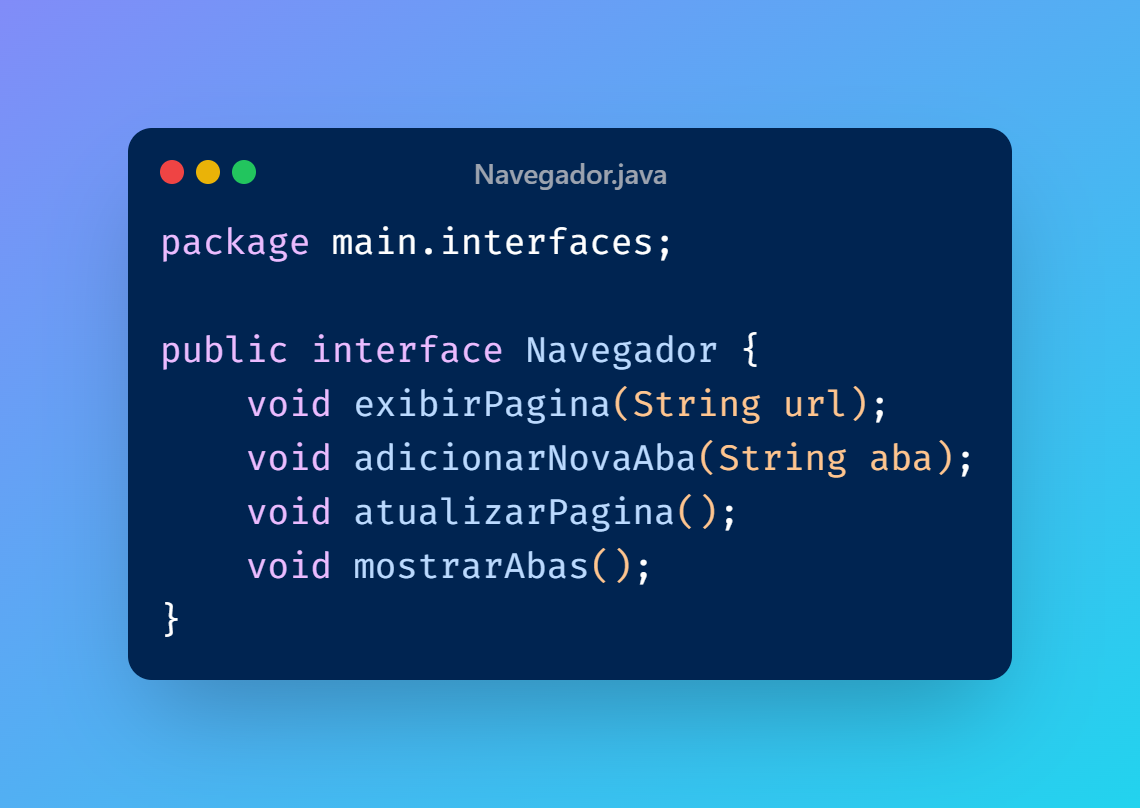 Navegador.java
package main.interfaces;
public interface Navegador {
    void exibirPagina(String url);
    void adicionarNovaAba(String aba);
    void atualizarPagina();
    void mostrarAbas();
}